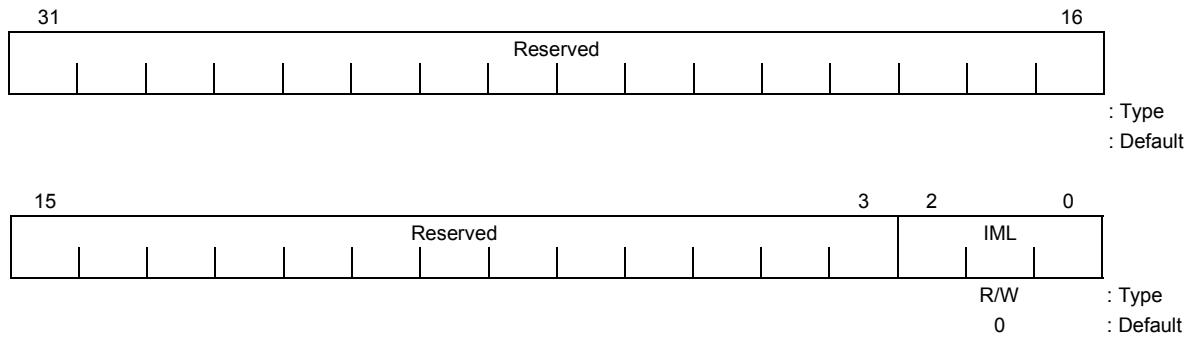 31 16
Reserved
: Type
: Default
15 3 2 0
Reserved IML
R/W : Type
0 : Default